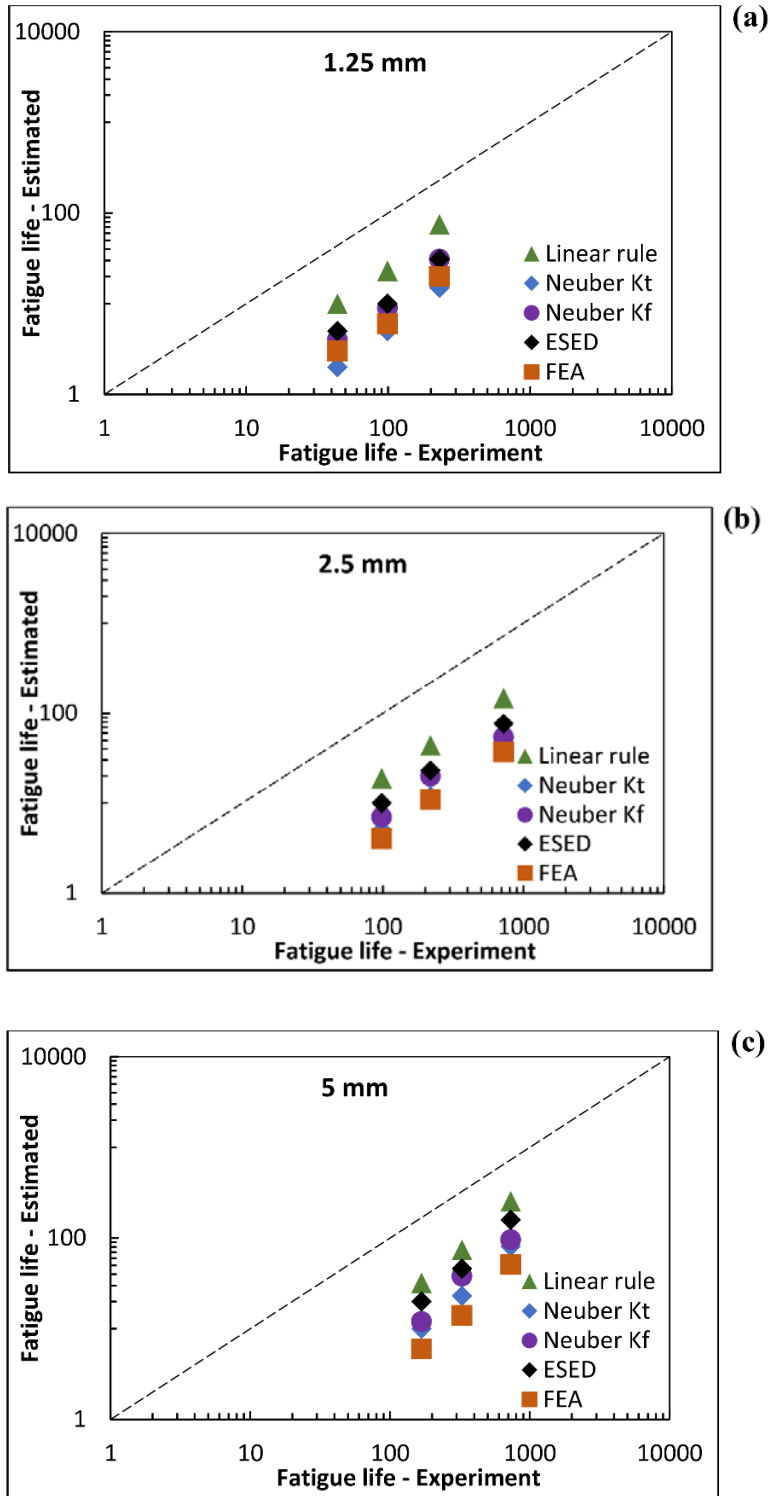 (a)
10000
1.25 mm
Fatigue life - Estimated
100
Linear rule
Neuber Kt
Neuber Kf
ESED
FEA
1
1 10 100 1000 10000
Fatigue life - Experiment
(b)
10000
2.5 mm
Fatigue life - Estimated
100
Linear rule
Neuber Kt
Neuber Kf
ESED
FEA
1
1 10 100 1000 10000
Fatigue life - Experiment
(c)
10000
5 mm
Fatigue life - Estimated
100
Linear rule
Neuber Kt
Neuber Kf
ESED
FEA
1
1 10 100 1000 10000
Fatigue life - Experiment